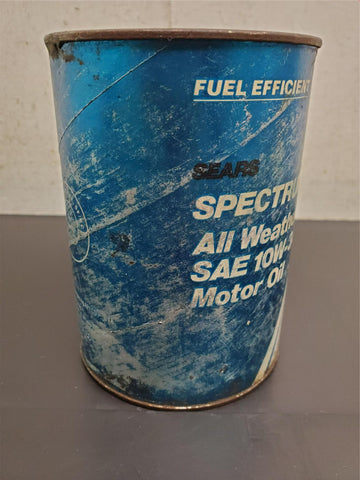 FUEL EFFICIENT
SEARS
SPECTRU
All Weathe
SAE 10W-3
Motor Oil